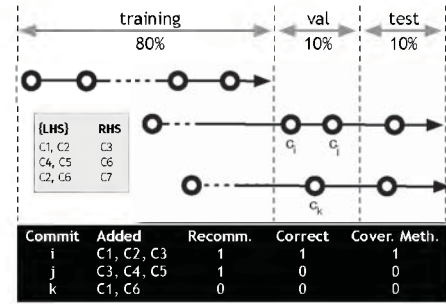 training val test
80% 10% 10%
{LHS} RHS
C1, C2 C3
C4, C5 C6
C2, C6 C7
Ci Cj
Ck
Commit Added Recomm. Correct Cover. Meth.
i C1, C2, C3 1 1 1
j C3, C4, C5 1 0 0
k C1, C6 0 0 0